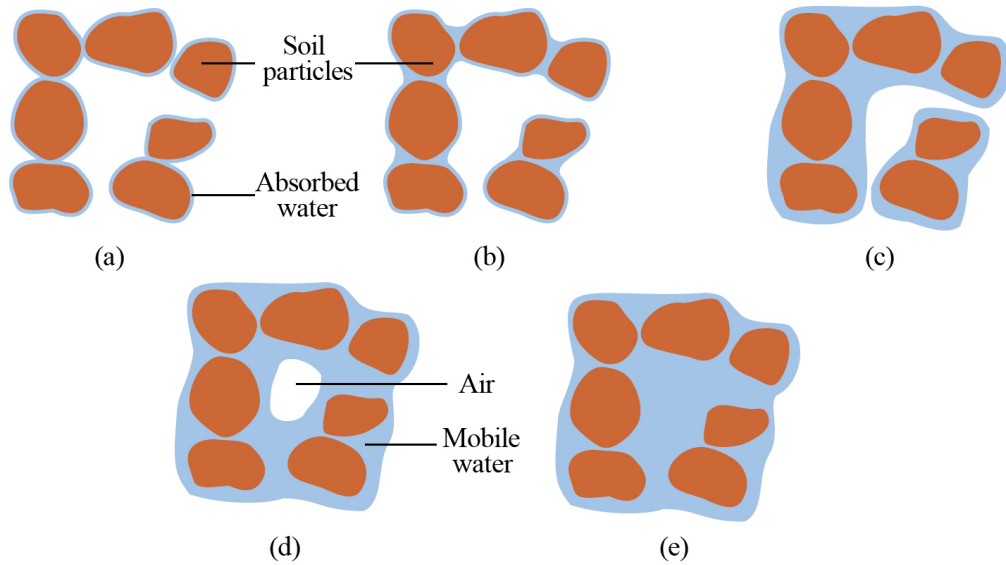 Soil
particles
Absorbed
water
(a)
(b)
(c)
Air
Mobile
water
(d)
(e)